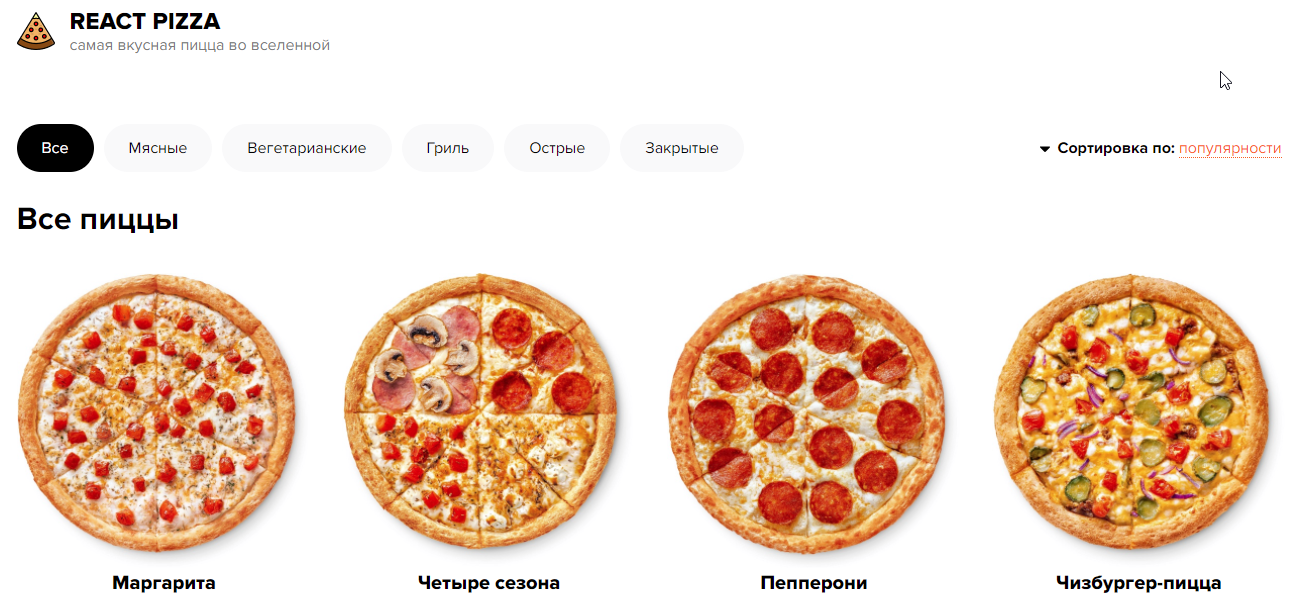 REACT PIZZA
самая вкусная пицца во вселенной
Все Мясные Вегетарианские Гриль Острые Закрытые Сортировка по: популярности
Все пиццы
Маргарита Четыре сезона Пепперони Чизбургер-пицца